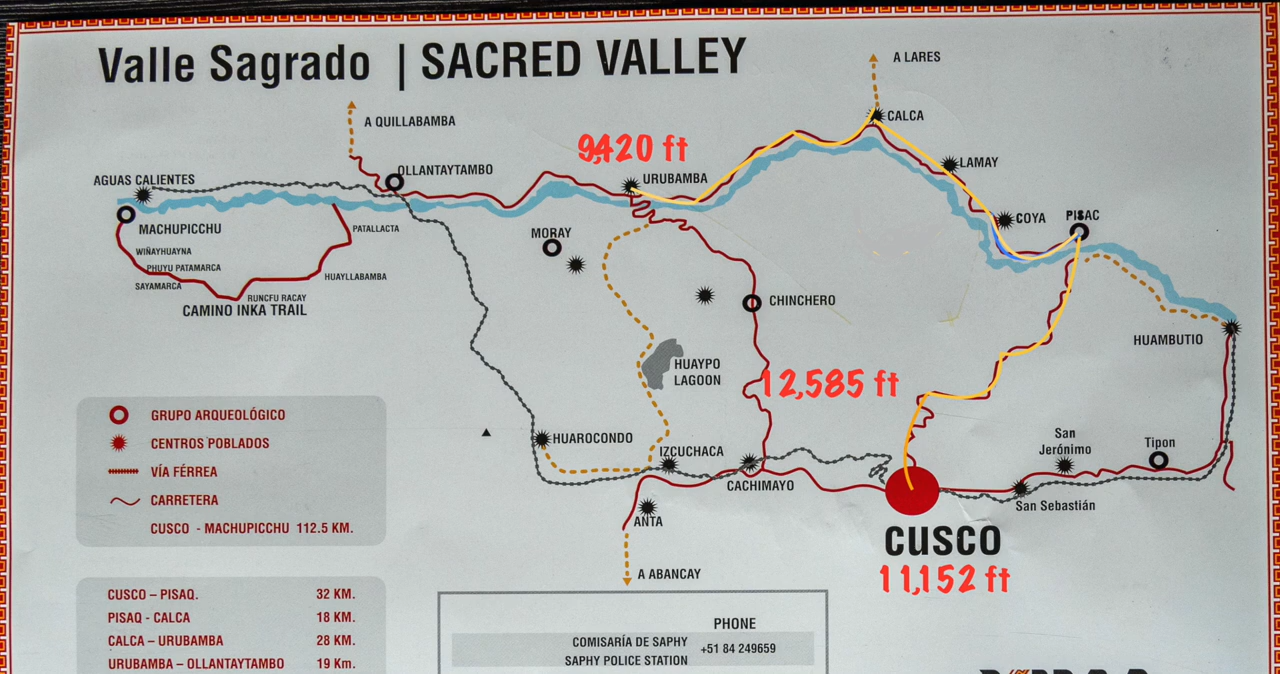 Valle Sagrado | SACRED VALLEY
A LARES
A QUILLABAMBA
CALCA
9,420 ft
OLLANTAYTAMBO
LAMAY
AGUAS CALIENTES
URUBAMBA
COYA
PISAC
MACHUPICCHU
PATALLACTA
MORAY
WIÑAYHUAYNA
PHUYU PATAMARCA
HUAYLLABAMBA
SAYAMARCA
RUNCFU RACAY
CAMINO INKA TRAIL
CHINCHERO
HUAMBUTIO
HUAYPO
LAGOON
12,585 ft
GRUPO ARQUEOLÓGICO
CENTROS POBLADOS
VÍA FÉRREA
CARRETERA
CUSCO - MACHUPICCHU 112.5 KM.
HUAROCONDO
IZCUCHACA
CACHIMAYO
San
Jerónimo
Tipon
San Sebastián
ANTA
CUSCO
11,152 ft
A ABANCAY
CUSCO – PISAQ. 32 KM.
PISAQ - CALCA 18 KM.
CALCA – URUBAMBA 28 KM.
URUBAMBA – OLLANTAYTAMBO 19 Km.
PHONE
COMISARÍA DE SAPHY
SAPHY POLICE STATION
+51 84 249659